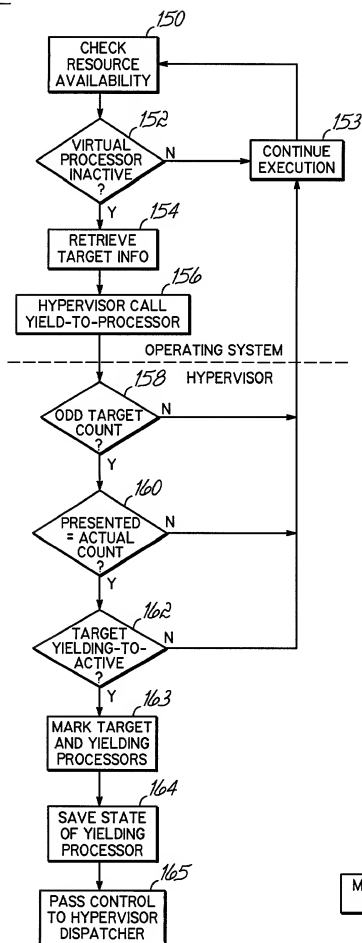 150
CHECK
RESOURCE
AVAILABILITY
152
153
VIRTUAL
PROCESSOR
INACTIVE
?
N
CONTINUE
EXECUTION
Y
154
RETRIEVE
TARGET INFO
156
HYPERVISOR CALL
YIELD-TO-PROCESSOR
OPERATING SYSTEM
HYPERVISOR
158
ODD TARGET
COUNT
?
N
Y
160
PRESENTED
= ACTUAL
COUNT
?
N
Y
162
TARGET
YIELDING-TO-
ACTIVE
?
N
Y
163
MARK TARGET
AND YIELDING
PROCESSORS
164
SAVE STATE
OF YIELDING
PROCESSOR
165
PASS CONTROL
TO HYPERVISOR
DISPATCHER
M